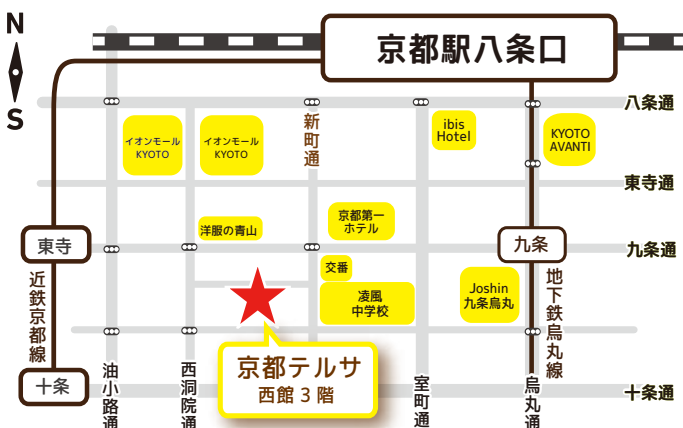 N
S
京都駅八条口
八条通
イオンモール
KYOTO
イオンモール
KYOTO
新町通
ibis
Hotel
KYOTO
AVANTI
東寺通
洋服の青山
京都第一
ホテル
東寺
九条
九条通
交番
凌風
中学校
Joshin
九条烏丸
近鉄京都線
地下鉄烏丸線
京都テルサ
西館3階
十条
油小路通
西洞院通
室町通
烏丸通
十条通